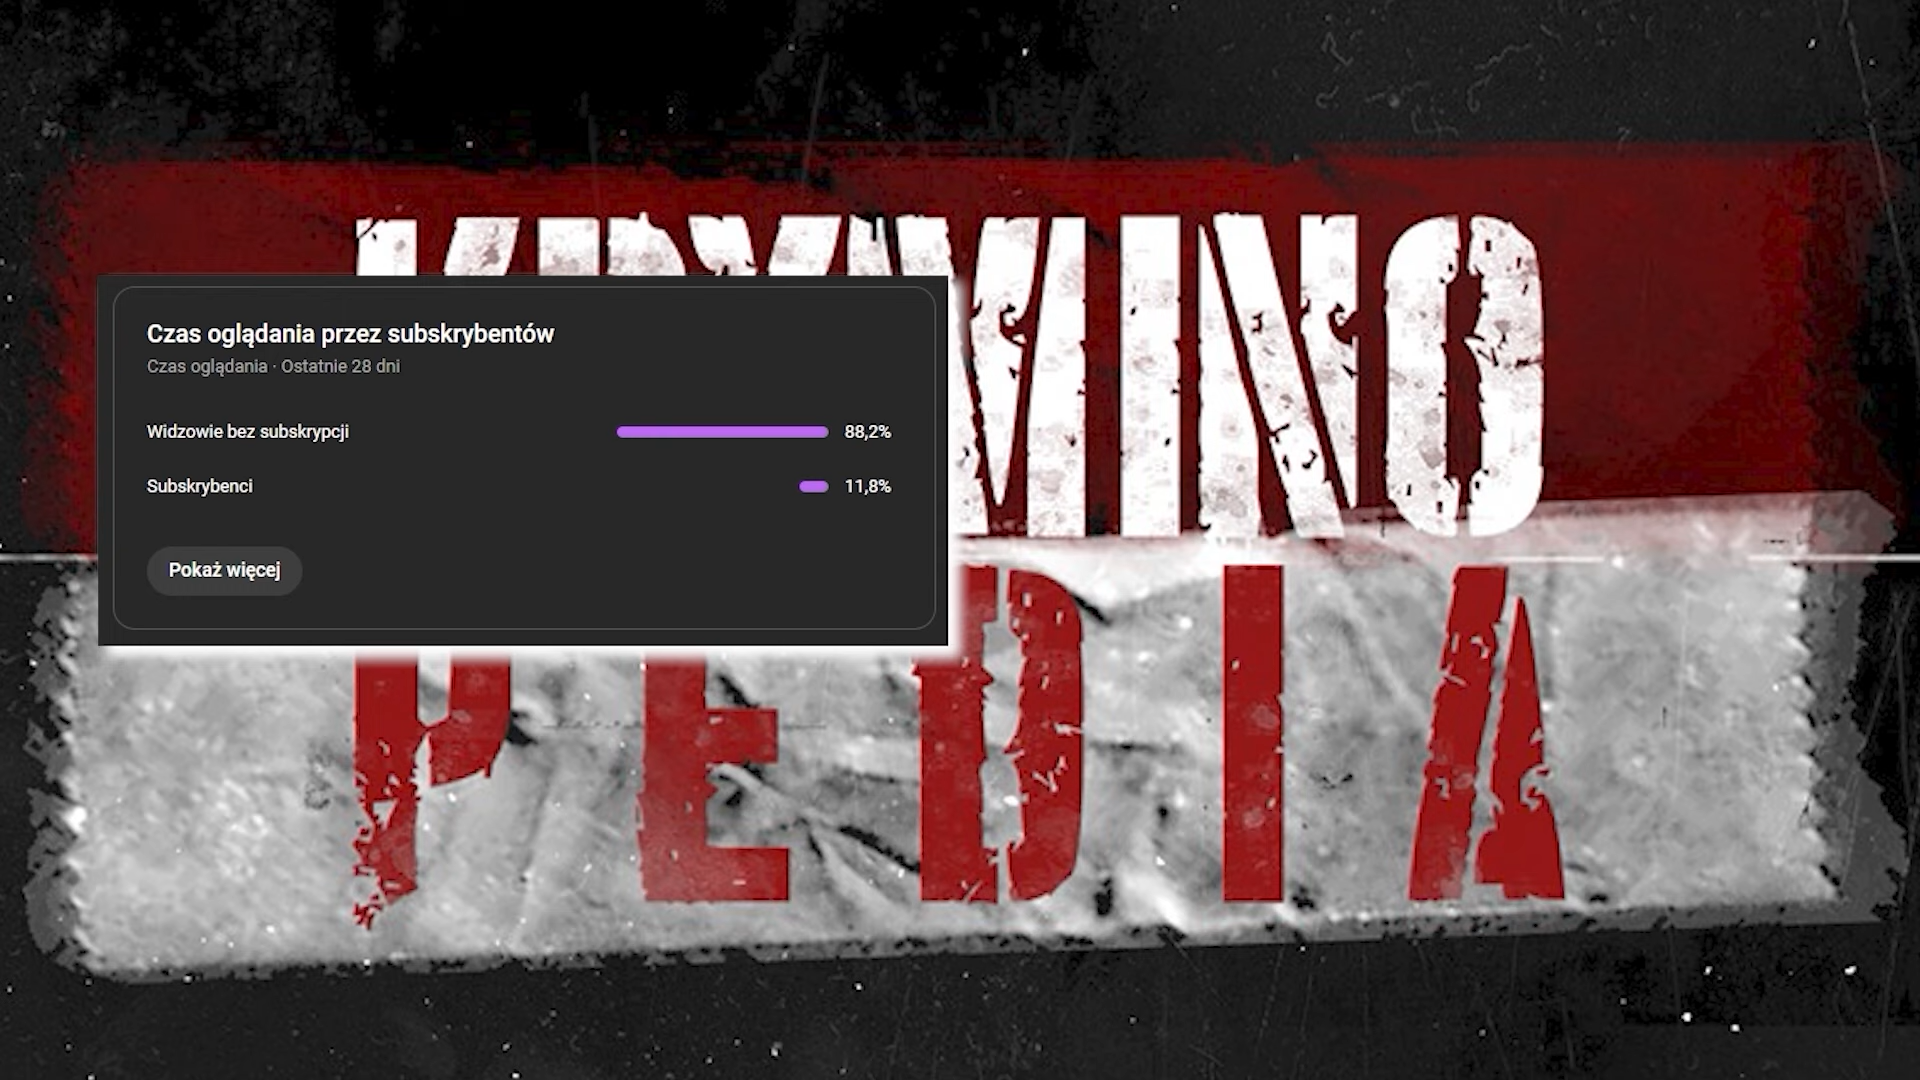 KRYMINO
Czas oglądania przez subskrybentów
Czas oglądania · Ostatnie 28 dni
Widzowie bez subskrypcji 88,2%
Subskrybenci 11,8%
Pokaż więcej
PEDIA